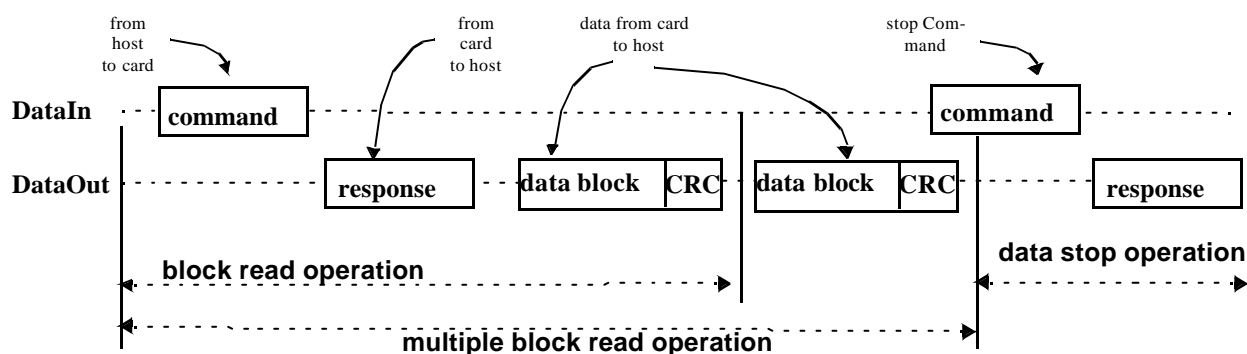 from
host
to card
from
card
to host
data from card
to host
stop Com-
mand
DataIn
command
command
DataOut
response
data block
CRC
data block
CRC
response
block read operation
data stop operation
multiple block read operation